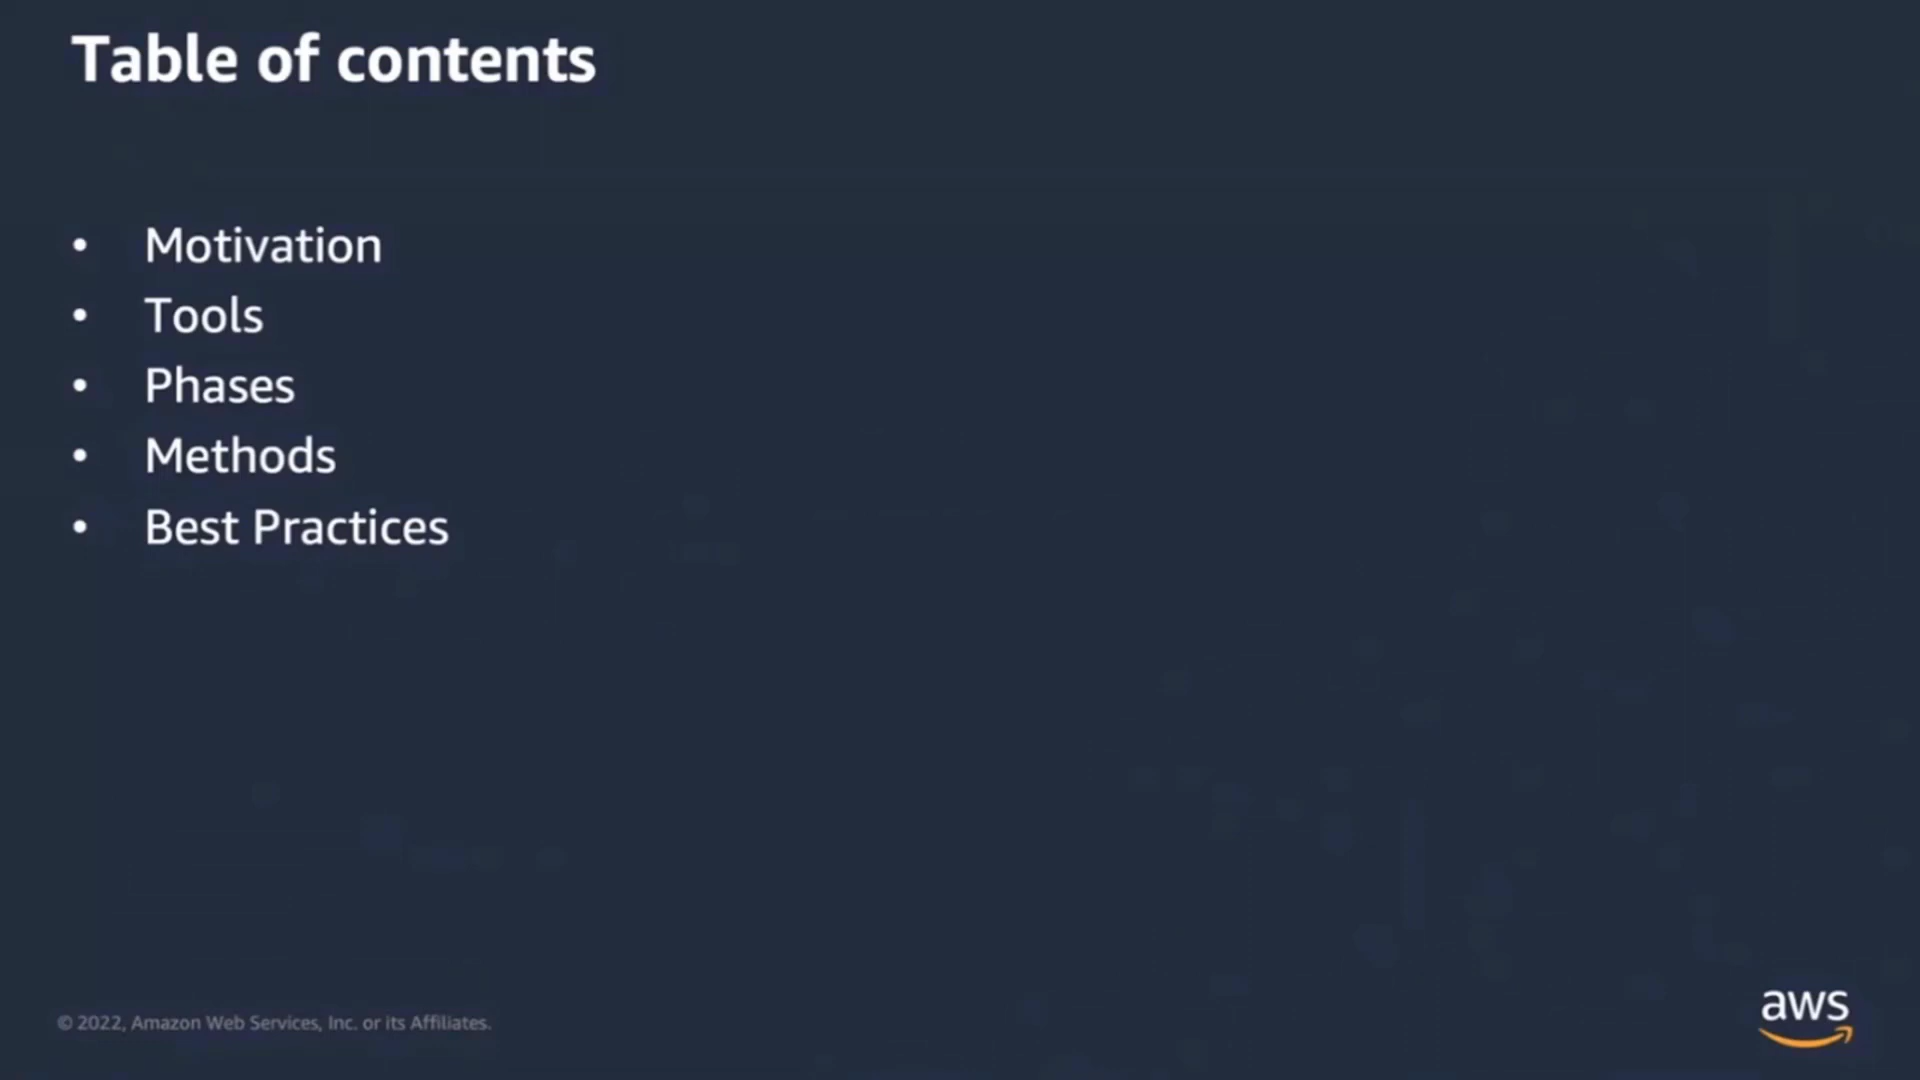 Table of contents
• Motivation
• Tools
• Phases
• Methods
• Best Practices
© 2022, Amazon Web Services, Inc. or its Affiliates.
aws